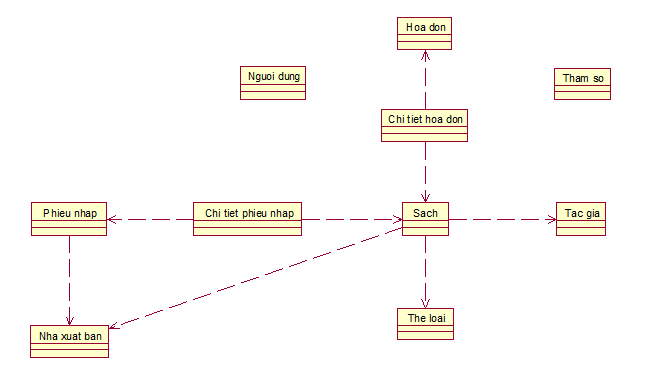 Hoa don
Nguoi dung
Tham so
Chi tiet hoa don
Phieu nhap
Chi tiet phieu nhap
Sach
Tac gia
The loai
Nha xuat ban